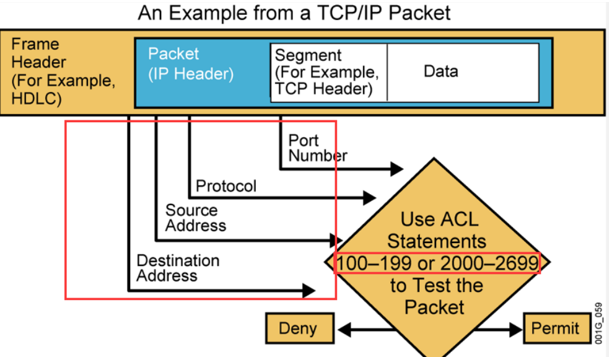 An Example from a TCP/IP Packet
Frame
Header
(For Example,
HDLC)
Packet
(IP Header)
Segment
(For Example,
TCP Header)
Data
Port
Number
Protocol
Source
Address
Destination
Address
Use ACL
Statements
100–199 or 2000–2699
to Test the
Packet
Deny
Permit
001G_059